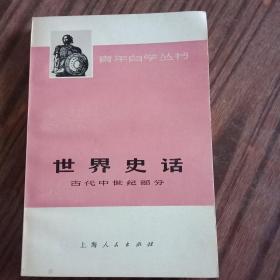 青年自学丛书
世界史话
古代中世纪部分
上海人民出版社